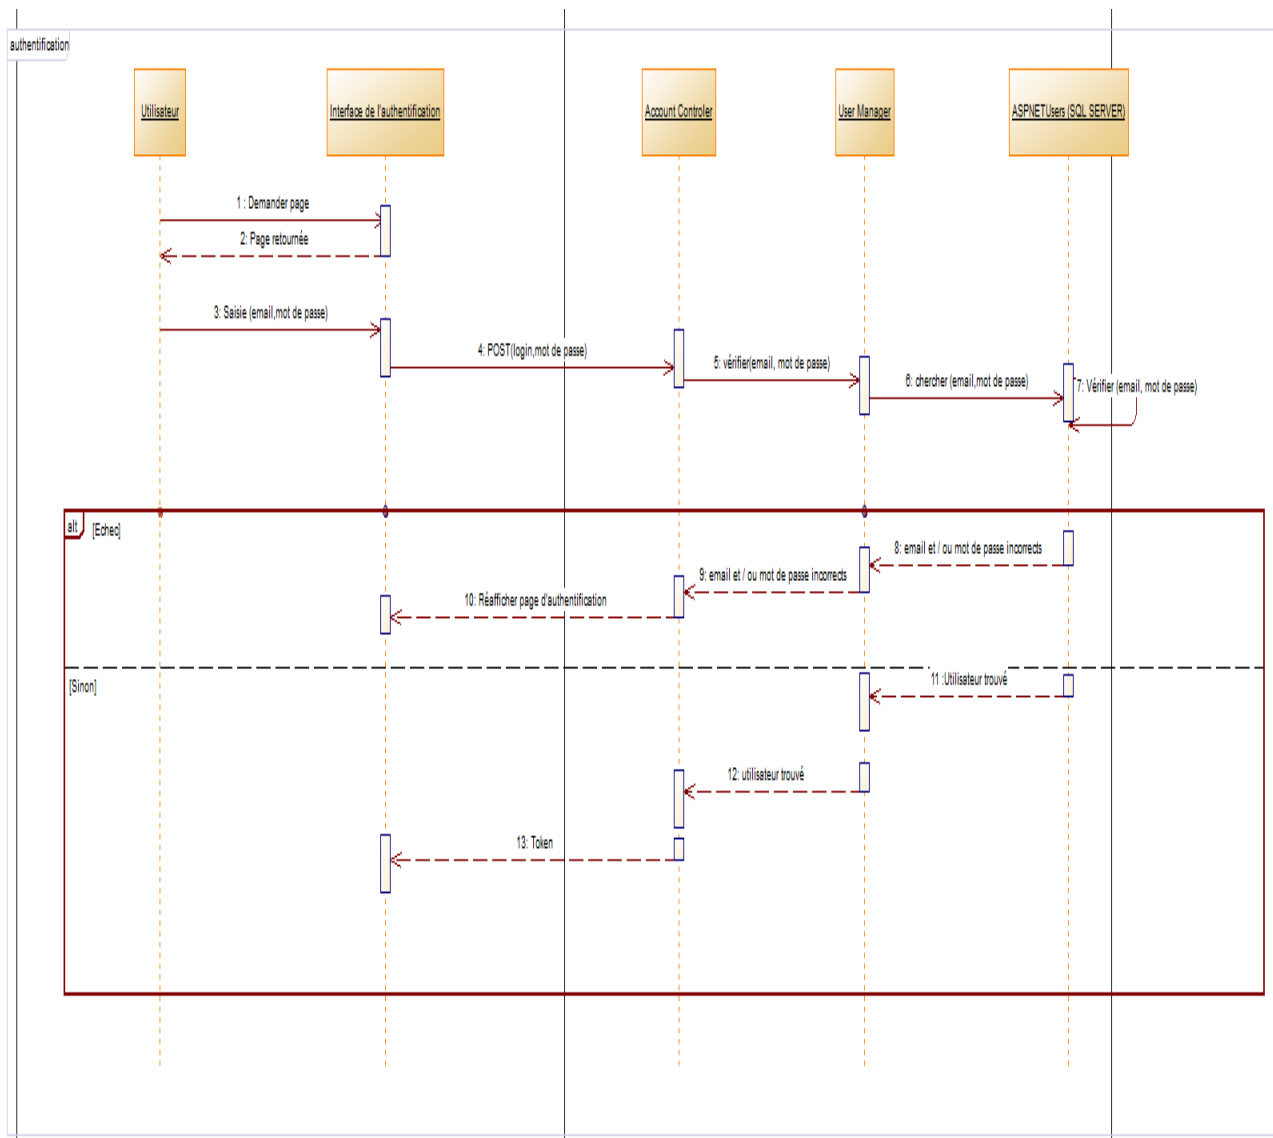 authentification
Utilisateur
Interface de l'authentification
Account Controler
User Manager
ASPNETUsers (SQL SERVER)
1 : Demander page
2: Page retournée
3: Saisie (email,mot de passe)
4: POST(login,mot de passe)
5: vérifier(email, mot de passe)
6: chercher (email,mot de passe)
7: Vérifier (email, mot de passe)
alt
[Echec]
8: email et / ou mot de passe incorrects
9: email et / ou mot de passe incorrects
10: Réafficher page d'authentification
[Sinon]
11 :Utilisateur trouvé
12: utilisateur trouvé
13: Token